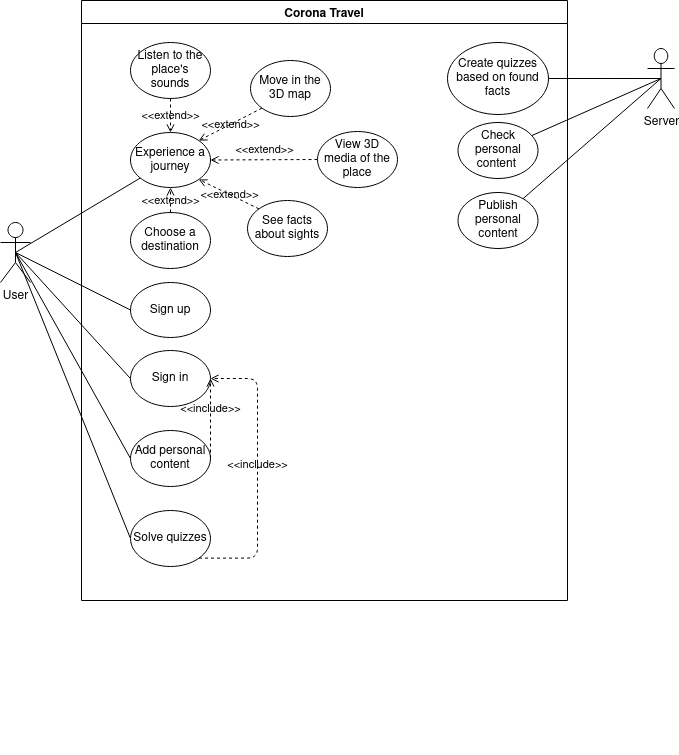 Corona Travel
Listen to the
place's
sounds
Move in the
3D map
Create quizzes
based on found
facts
<<extend>>
<<extend>>
Server
Experience a
journey
<<extend>>
View 3D
media of the
place
Check
personal
content
<<extend>>
<<extend>>
Choose a
destination
See facts
about sights
Publish
personal
content
User
Sign up
Sign in
<<include>>
Add personal
content
<<include>>
Solve quizzes